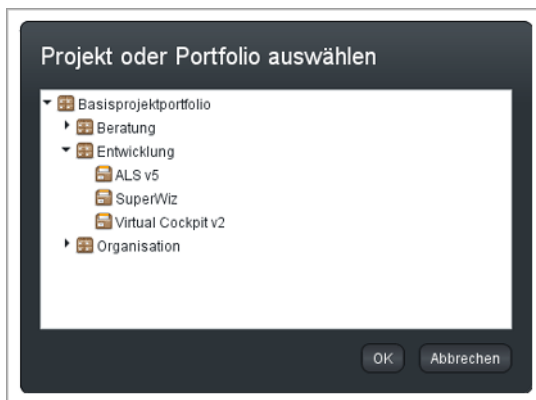 Projekt oder Portfolio auswählen
Basisprojektportfolio
Beratung
Entwicklung
ALS v5
SuperWiz
Virtual Cockpit v2
Organisation
OK Abbrechen